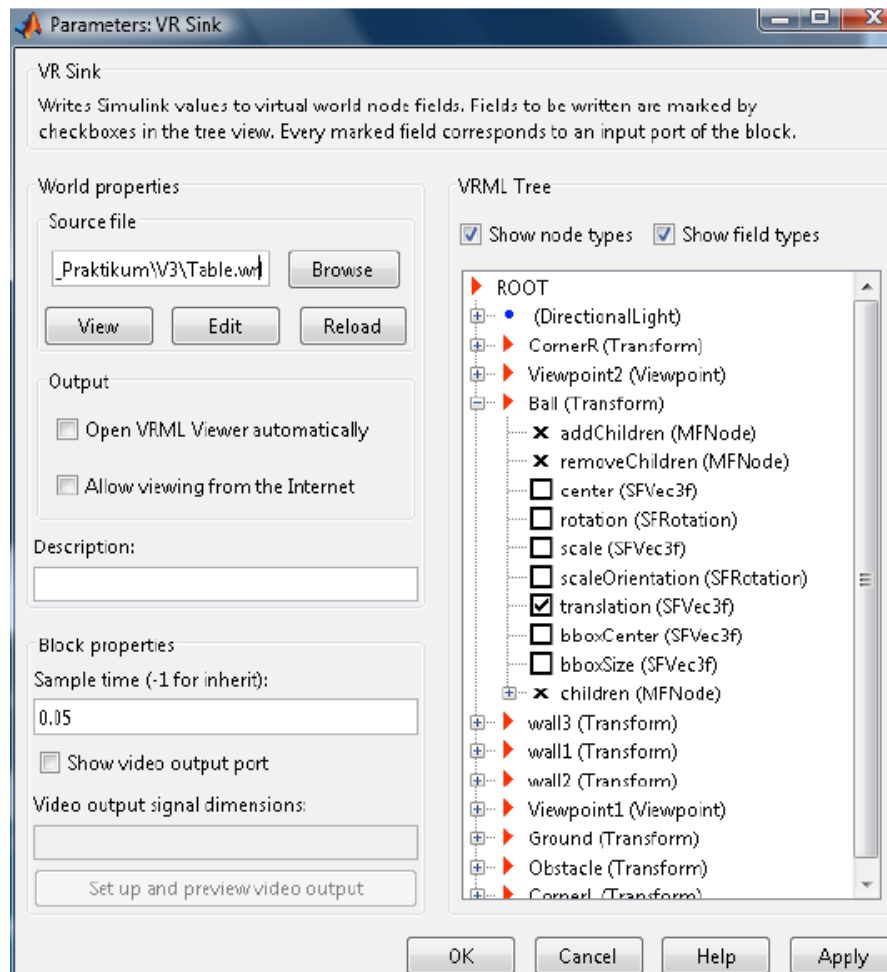 Parameters: VR Sink
VR Sink
Writes Simulink values to virtual world node fields. Fields to be written are marked by
checkboxes in the tree view. Every marked field corresponds to an input port of the block.
World properties
Source file
_Praktikum\V3\Table.wrl
Browse
View
Edit
Reload
Output
Open VRML Viewer automatically
Allow viewing from the Internet
Description:
Block properties
Sample time (-1 for inherit):
0.05
Show video output port
Video output signal dimensions:
Set up and preview video output
VRML Tree
Show node types
Show field types
ROOT
(DirectionalLight)
CornerR (Transform)
Viewpoint2 (Viewpoint)
Ball (Transform)
addChildren (MFNode)
removeChildren (MFNode)
center (SFVec3f)
rotation (SFRotation)
scale (SFVec3f)
scaleOrientation (SFRotation)
translation (SFVec3f)
bboxCenter (SFVec3f)
bboxSize (SFVec3f)
children (MFNode)
wall3 (Transform)
wall1 (Transform)
wall2 (Transform)
Viewpoint1 (Viewpoint)
Ground (Transform)
Obstacle (Transform)
CornerL (Transform)
OK
Cancel
Help
Apply